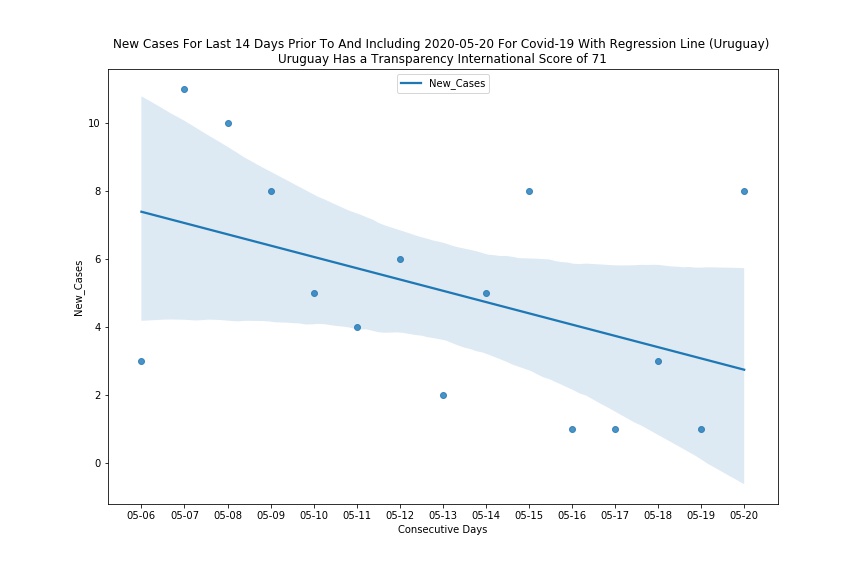 New Cases For Last 14 Days Prior To And Including 2020-05-20 For Covid-19 With Regression Line (Uruguay)
Uruguay Has a Transparency International Score of 71
New_Cases
10
8
6
4
2
0
New_Cases
05-06 05-07 05-08 05-09 05-10 05-11 05-12 05-13 05-14 05-15 05-16 05-17 05-18 05-19 05-20
Consecutive Days